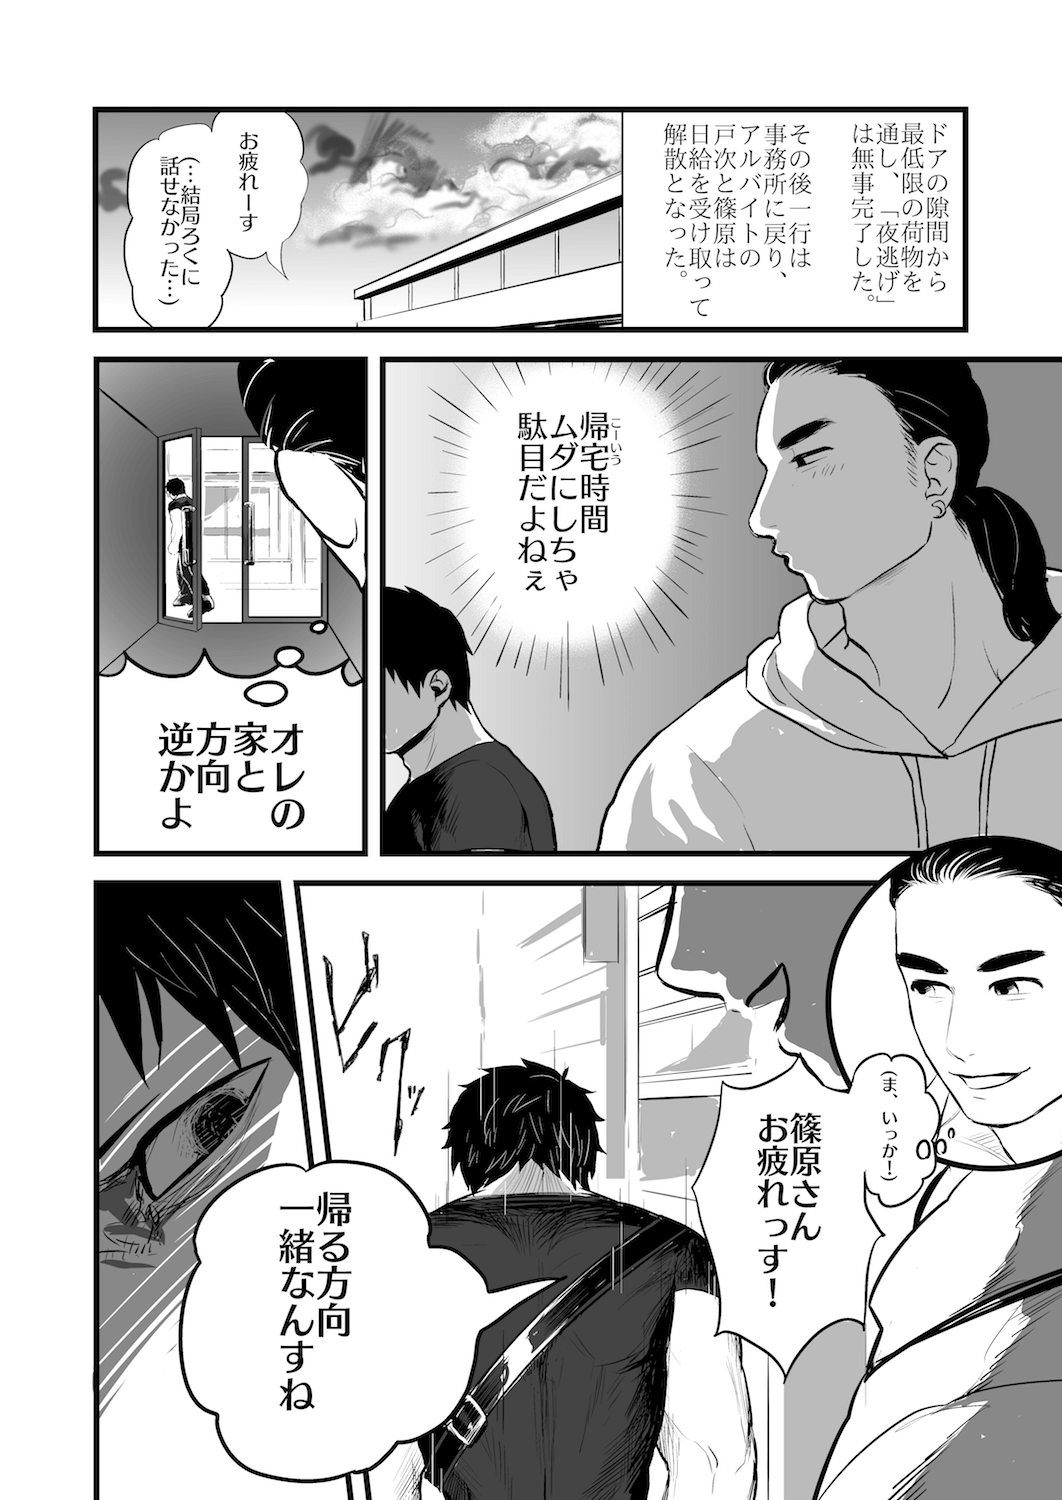 ドアの隙間から
最低限の荷物を
通し、「夜逃げ」
は無事完了した。
その後一行は
事務所に戻り、
アルバイトの
戸次と篠原は
日給を受け取って
解散となった。
お疲れーす
(…結局ろくに
話せなかった…)
帰宅時間
こーいう
ムダにしちゃ
駄目だよねぇ
オレの
家と
方向
逆かよ
(ま、いっか!)
篠原さん
お疲れっす!
ズンッ
帰る方向
一緒なんすね